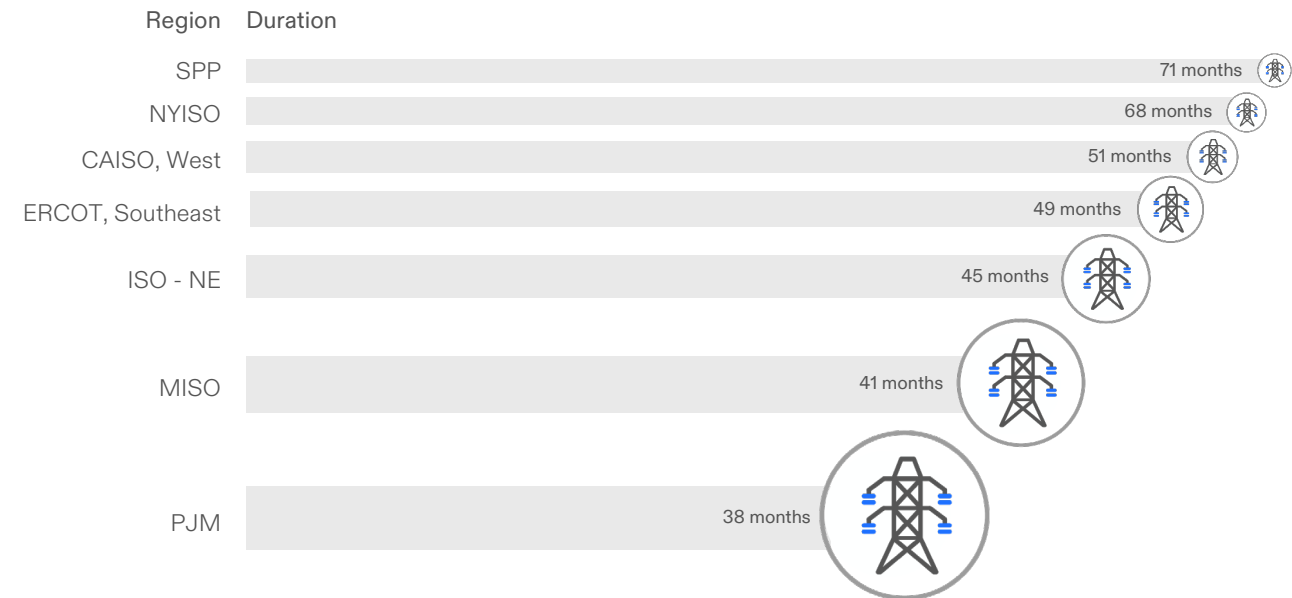 Region Duration
SPP 71 months
NYISO 68 months
CAISO, West 51 months
ERCOT, Southeast 49 months
ISO - NE 45 months
MISO 41 months
PJM 38 months